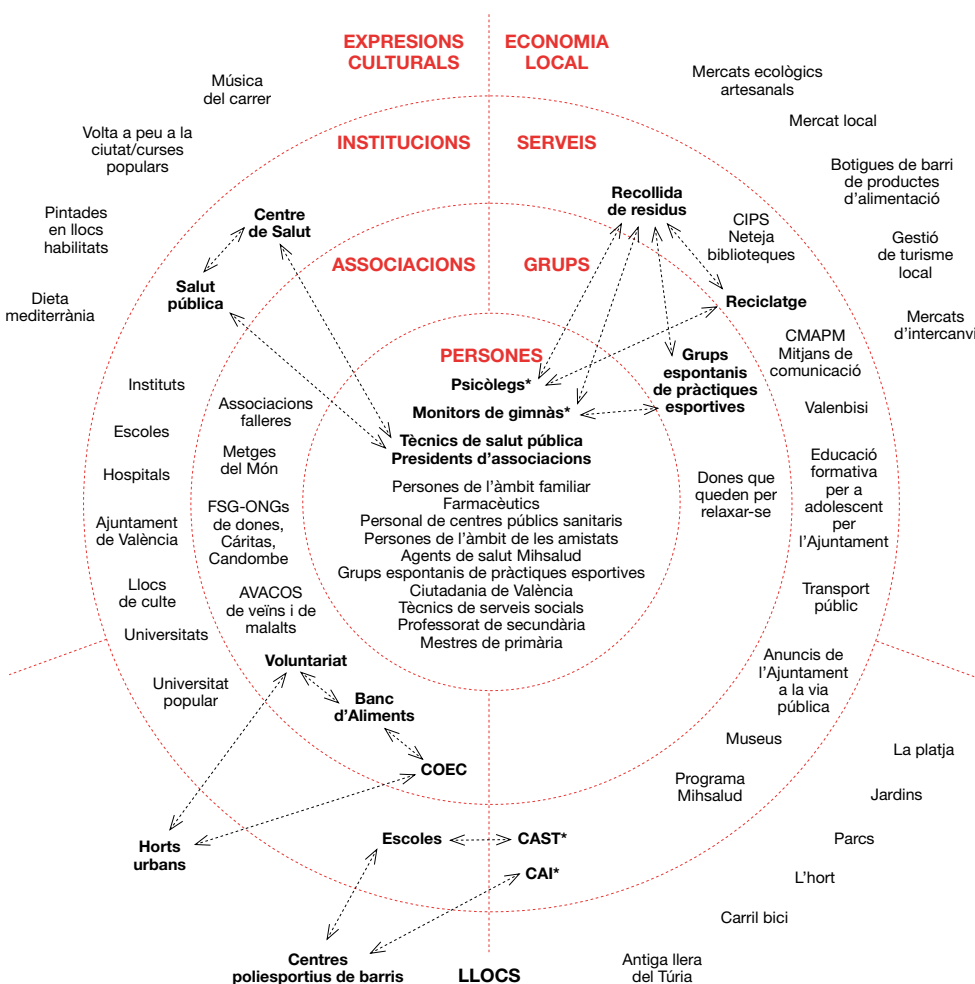 EXPRESIONS
CULTURALS
ECONOMIA
LOCAL
Música
del carrer
Mercats ecològics
artesanals
Volta a peu a la
ciutat/curses
populars
INSTITUCIONS
SERVEIS
Mercat local
Botigues de barri
de productes
d'alimentació
Pintades
en llocs
habilitats
Centre
de Salut
Recollida
de residus
CIPS
Neteja
biblioteques
Gestió
de turisme
local
ASSOCIACIONS
GRUPS
Salut
pública
Reciclatge
Dieta
mediterrània
Mercats
d'intercanvi
PERSONES
Psicòlegs*
Monitors de gimnàs*
Tècnics de salut pública
Presidents d'associacions
Persones de l'àmbit familiar
Farmacèutics
Personal de centres públics sanitaris
Persones de l'àmbit de les amistats
Agents de salut Mihsalud
Grups espontanis de pràctiques esportives
Ciutadania de València
Tècnics de serveis socials
Professorat de secundària
Mestres de primària
Grups
espontanis
de pràctiques
esportives
CMAPM
Mitjans de
comunicació
Instituts
Associacions
falleres
Valenbisi
Escoles
Metges
del Món
Hospitals
Dones que
queden per
relaxar-se
Educació
formativa
per a
adolescent
per
l'Ajuntament
FSG-ONGs
de dones,
Cáritas,
Candombe
Ajuntament
de València
Llocs
de culte
AVACOS
de veïns i de
malalts
Transport
públic
Universitats
Voluntariat
Universitat
popular
Banc
d'Aliments
Anuncis de
l'Ajuntament
a la via
pública
Museus
La platja
COEC
Programa
Mihsalud
Jardins
Horts
urbans
Escoles
CAST*
Parcs
CAI*
L'hort
Carril bici
Centres
poliesportius de barris
LLOCS
Antiga llera
del Túria